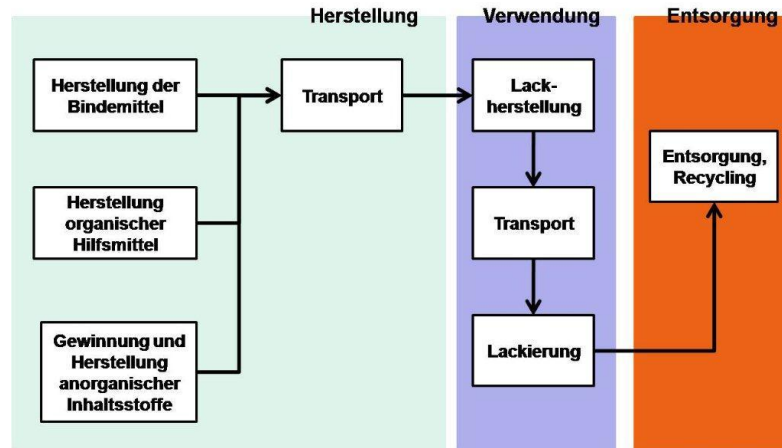 Herstellung
Verwendung
Entsorgung
Herstellung der
Bindemittel
Transport
Lack-
herstellung
Entsorgung,
Recycling
Herstellung
organischer
Hilfsmittel
Transport
Gewinnung und
Herstellung
anorganischer
Inhaltsstoffe
Lackierung